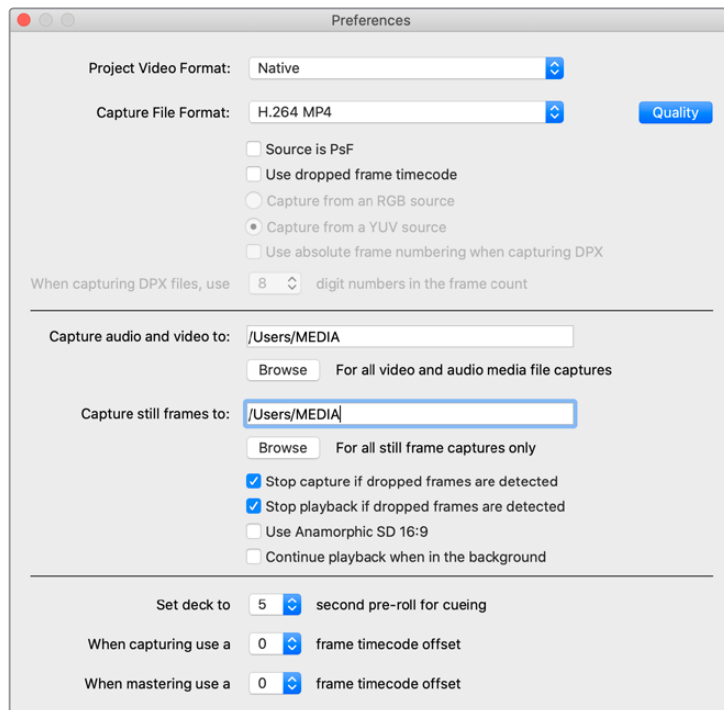 Preferences
Project Video Format: Native
Capture File Format: H.264 MP4 Quality
Source is PsF
Use dropped frame timecode
Capture from an RGB source
Capture from a YUV source
Use absolute frame numbering when capturing DPX
When capturing DPX files, use 8 digit numbers in the frame count
Capture audio and video to: /Users/MEDIA
Browse For all video and audio media file captures
Capture still frames to: /Users/MEDIA
Browse For all still frame captures only
Stop capture if dropped frames are detected
Stop playback if dropped frames are detected
Use Anamorphic SD 16:9
Continue playback when in the background
Set deck to 5 second pre-roll for cueing
When capturing use a 0 frame timecode offset
When mastering use a 0 frame timecode offset